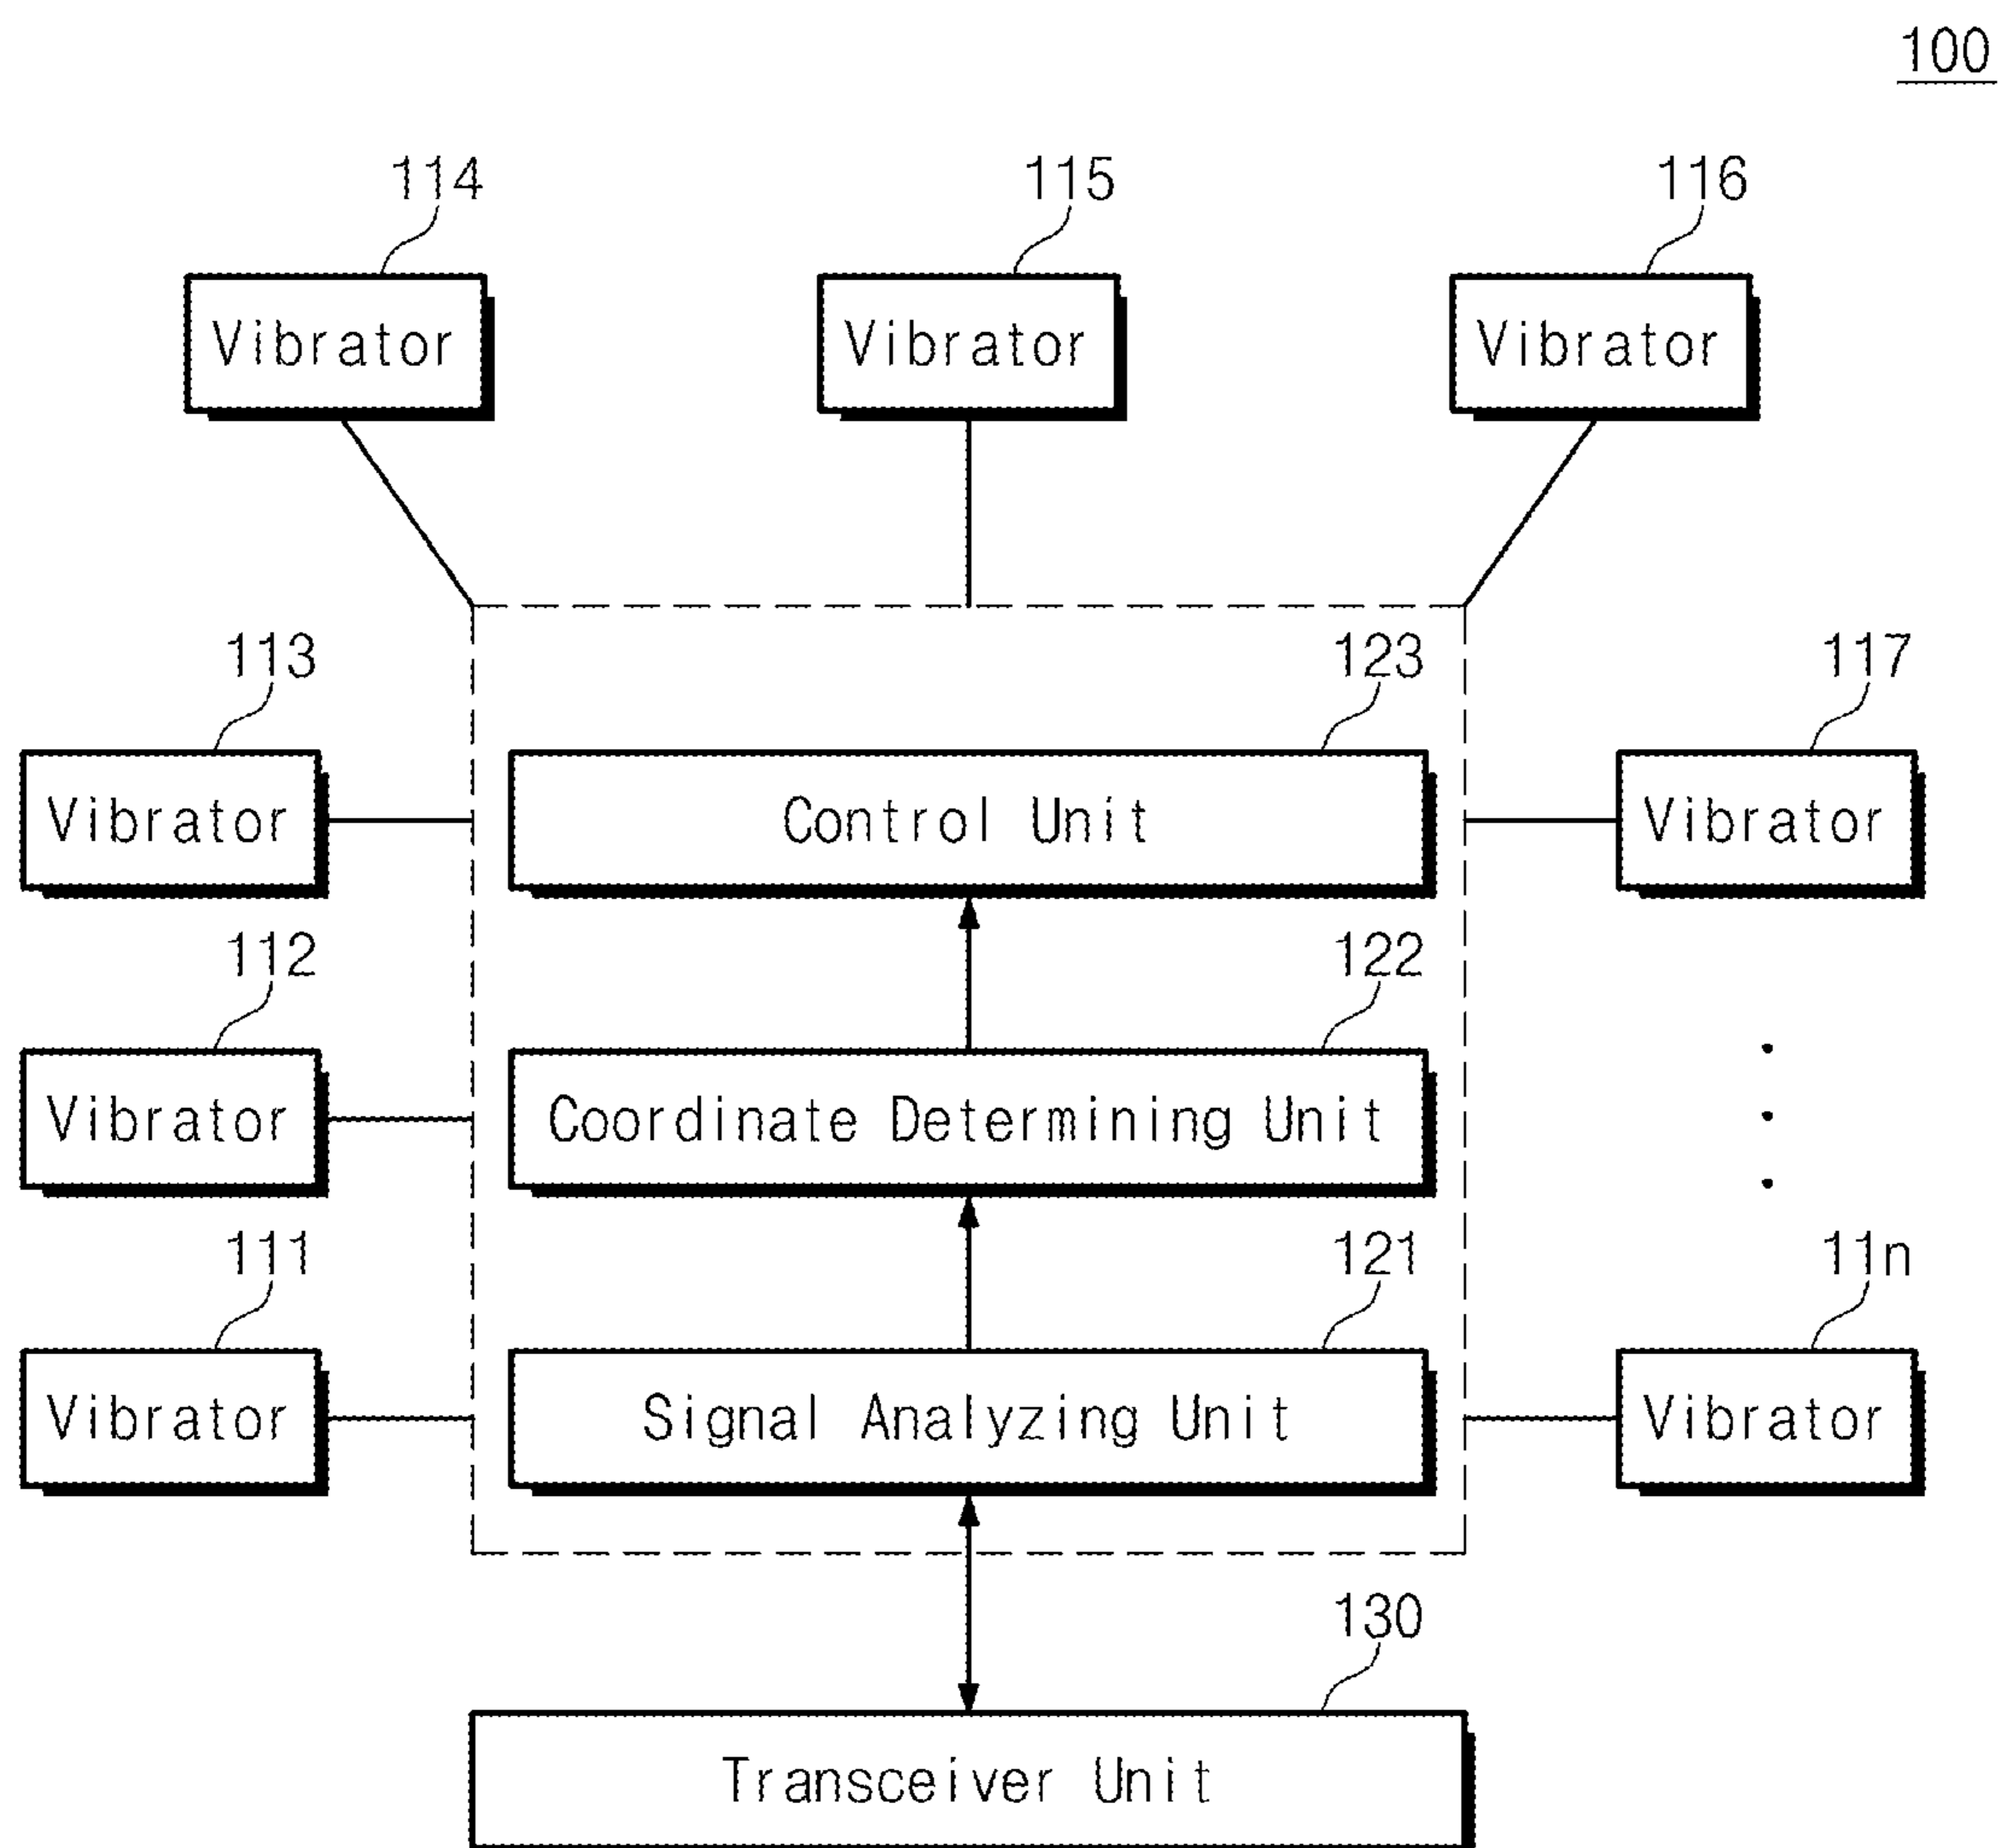 100
114
115
116
Vibrator
Vibrator
Vibrator
113
123
117
Vibrator
Control Unit
Vibrator
112
122
Vibrator
Coordinate Determining Unit
111
121
11n
Vibrator
Signal Analyzing Unit
Vibrator
130
Transceiver Unit